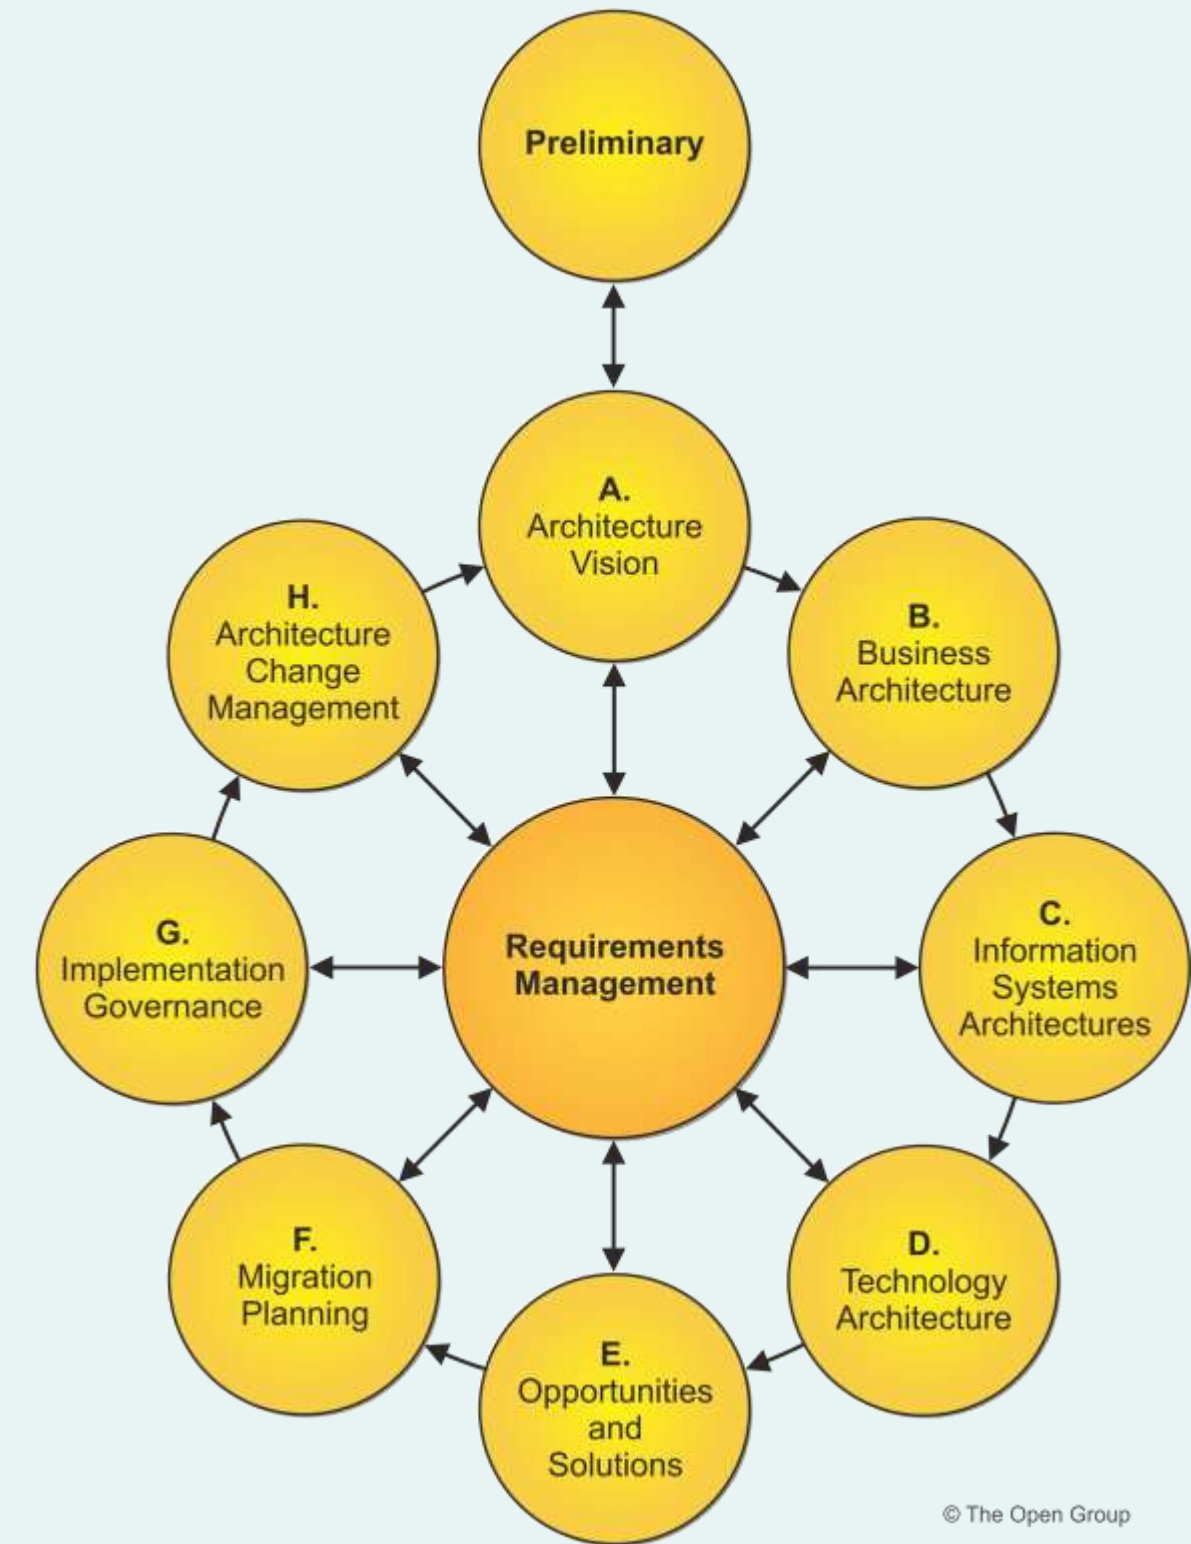 Preliminary
A.
Architecture
Vision
B.
Business
Architecture
C.
Information
Systems
Architectures
D.
Technology
Architecture
E.
Opportunities
and
Solutions
F.
Migration
Planning
G.
Implementation
Governance
H.
Architecture
Change
Management
Requirements
Management
© The Open Group